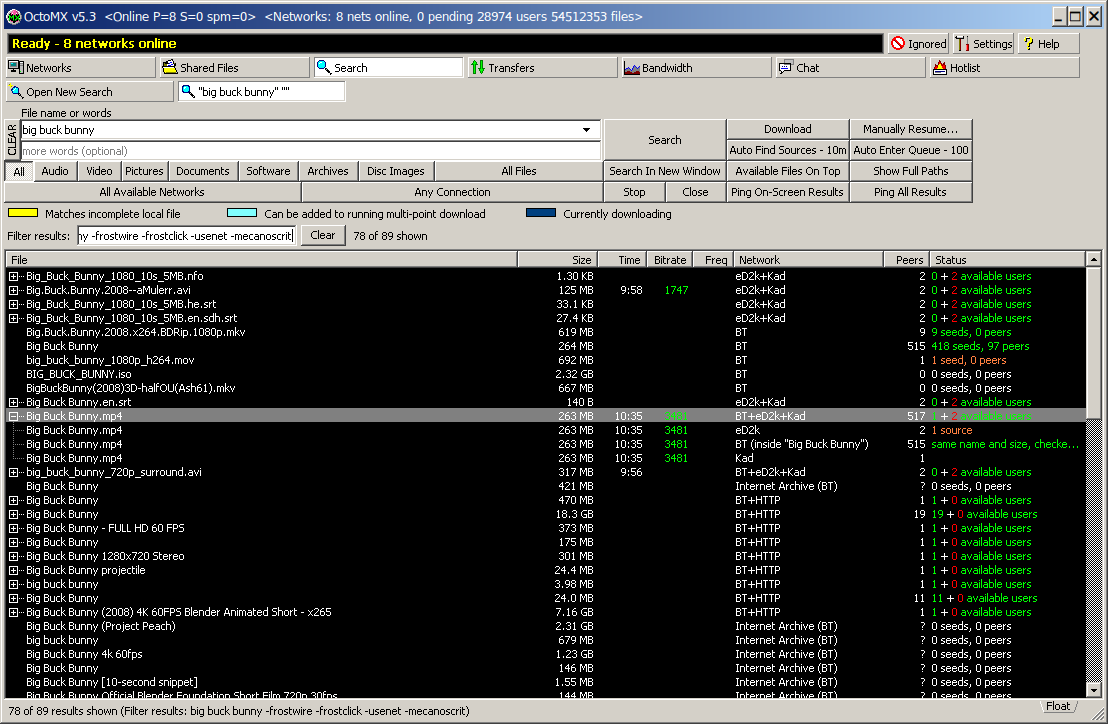 OctoMX v5.3 <Online P=8 S=0 spm=0> <Networks: 8 nets online, 0 pending 28974 users 54512353 files>
Ready - 8 networks online Ignored Settings ? Help
Networks Shared Files Search Transfers Bandwidth Chat Hotlist
Open New Search "big buck bunny" ""
File name or words
CLEAR
big buck bunny
more words (optional)
Search Download Manually Resume...
Auto Find Sources - 10m Auto Enter Queue - 100
All Audio Video Pictures Documents Software Archives Disc Images All Files Search In New Window Available Files On Top Show Full Paths
All Available Networks Any Connection Stop Close Ping On-Screen Results Ping All Results
Matches incomplete local file Can be added to running multi-point download Currently downloading
Filter results: ny -frostwire -frostclick -usenet -mecanoscrit Clear 78 of 89 shown
File Size Time Bitrate Freq Network Peers Status
Big_Buck_Bunny_1080_10s_5MB.nfo 1.30 KB eD2k+Kad 2 0 + 2 available users
Big.Buck.Bunny.2008--aMulerr.avi 125 MB 9:58 1747 eD2k+Kad 2 0 + 2 available users
Big_Buck_Bunny_1080_10s_5MB.he.srt 33.1 KB eD2k+Kad 2 0 + 2 available users
Big_Buck_Bunny_1080_10s_5MB.en.sdh.srt 27.4 KB eD2k+Kad 2 0 + 2 available users
Big.Buck.Bunny.2008.x264.BDRip.1080p.mkv 619 MB BT 9 9 seeds, 0 peers
Big Buck Bunny 264 MB BT 515 418 seeds, 97 peers
big_buck_bunny_1080p_h264.mov 692 MB BT 1 1 seed, 0 peers
BIG_BUCK_BUNNY.iso 2.32 GB BT 0 0 seeds, 0 peers
BigBuckBunny(2008)3D-halfOU(Ash61).mkv 667 MB BT 0 0 seeds, 0 peers
Big Buck Bunny.en.srt 140 B eD2k+Kad 2 0 + 2 available users
Big Buck Bunny.mp4 263 MB 10:35 3481 BT+eD2k+Kad 517 1 + 2 available users
Big Buck Bunny.mp4 263 MB 10:35 3481 eD2k 2 1 source
Big Buck Bunny.mp4 263 MB 10:35 3481 BT (inside "Big Buck Bunny") 515 same name and size, checke...
Big Buck Bunny.mp4 263 MB 10:35 3481 Kad 1
big_buck_bunny_720p_surround.avi 317 MB 9:56 BT+eD2k+Kad 2 0 + 2 available users
Big Buck Bunny 421 MB Internet Archive (BT) ? 0 seeds, 0 peers
Big Buck Bunny 470 MB BT+HTTP 1 1 + 0 available users
Big Buck Bunny 18.3 GB BT+HTTP 19 19 + 0 available users
Big Buck Bunny - FULL HD 60 FPS 373 MB BT+HTTP 1 1 + 0 available users
Big Buck Bunny 175 MB BT+HTTP 1 1 + 0 available users
Big Buck Bunny 1280x720 Stereo 301 MB BT+HTTP 1 1 + 0 available users
Big Buck Bunny projectile 24.4 MB BT+HTTP 1 1 + 0 available users
big buck bunny 3.98 MB BT+HTTP 1 1 + 0 available users
Big Buck Bunny 24.0 MB BT+HTTP 11 11 + 0 available users
Big Buck Bunny (2008) 4K 60FPS Blender Animated Short - x265 7.16 GB BT+HTTP 1 1 + 0 available users
Big Buck Bunny (Project Peach) 2.31 GB Internet Archive (BT) ? 0 seeds, 0 peers
big buck bunny 679 MB Internet Archive (BT) ? 0 seeds, 0 peers
Big Buck Bunny 4k 60fps 1.23 GB Internet Archive (BT) ? 0 seeds, 0 peers
Big Buck Bunny 146 MB Internet Archive (BT) ? 0 seeds, 0 peers
Big Buck Bunny [10-second snippet] 1.55 MB Internet Archive (BT) ? 0 seeds, 0 peers
Big Buck Bunny Official Blender Foundation Short Film 720p 30fps 144 MB Internet Archive (BT) ? 0 seeds, 0 peers
78 of 89 results shown (Filter results: big buck bunny -frostwire -frostclick -usenet -mecanoscrit) Float